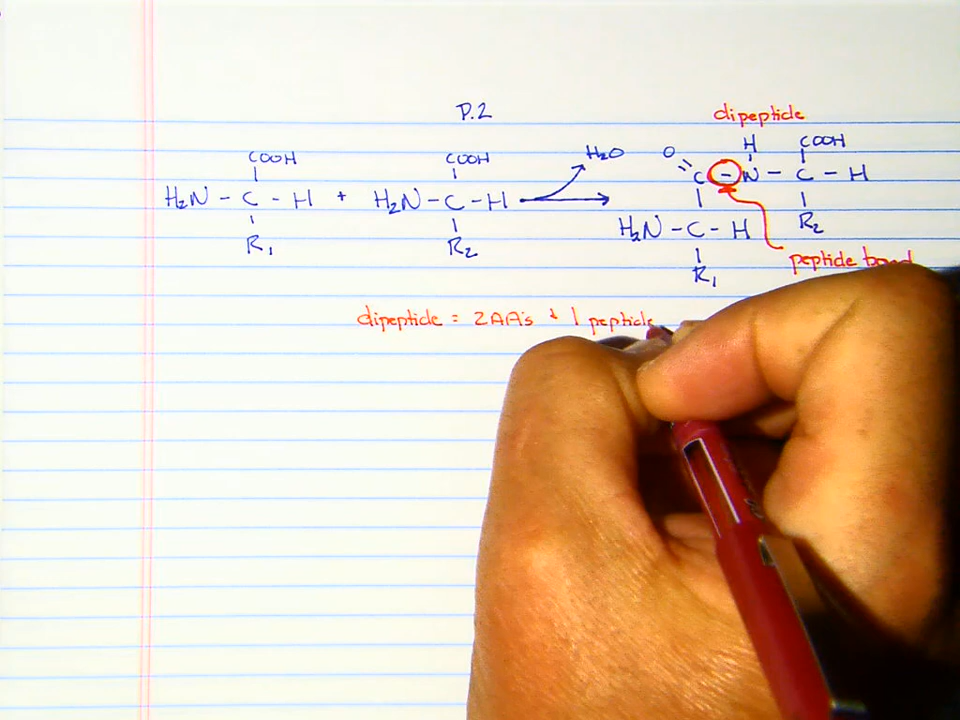 P.2
dipeptide
COOH COOH H2O O H COOH
H2N - C - H + H2N - C - H C - N - C - H
R1 R2 H2N - C - H R2
peptide bond
R1
dipeptide = 2AA's + 1 peptide